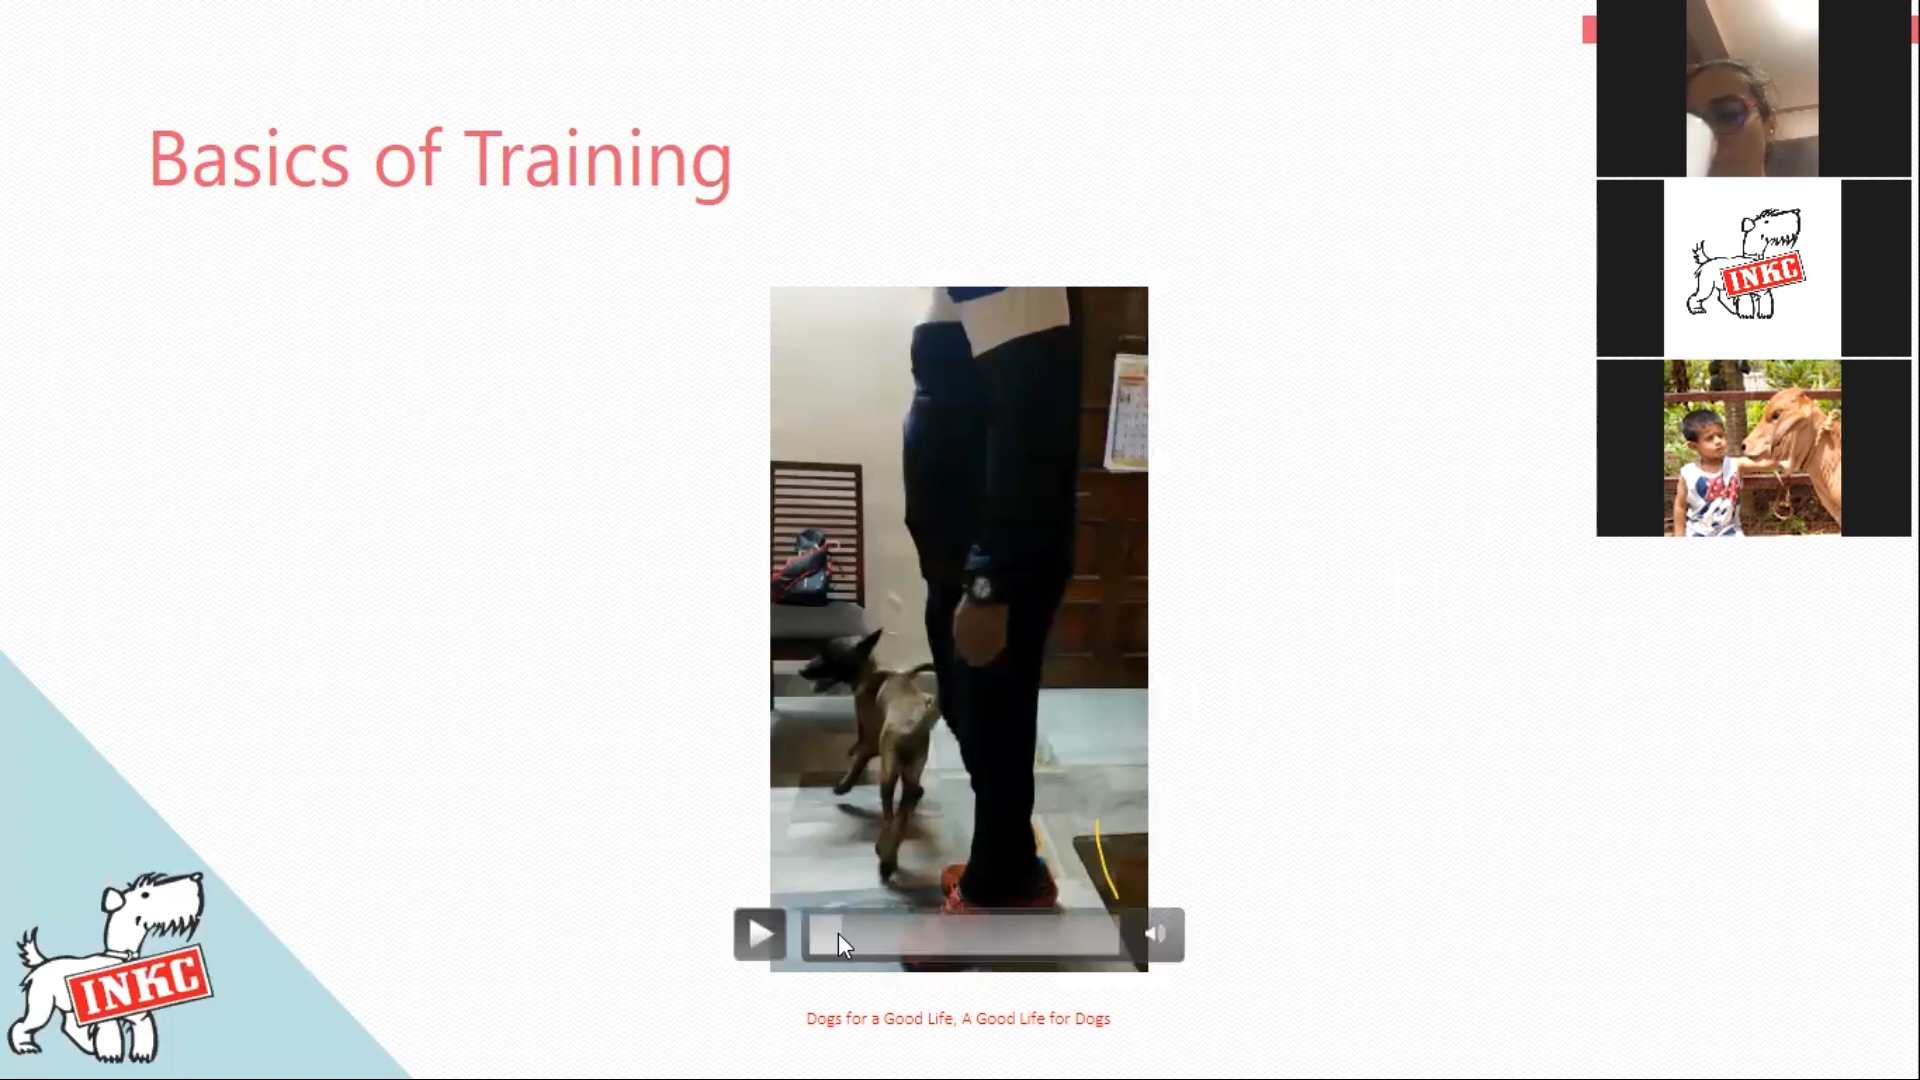 Basics of Training
INKC
INKC
Dogs for a Good Life, A Good Life for Dogs